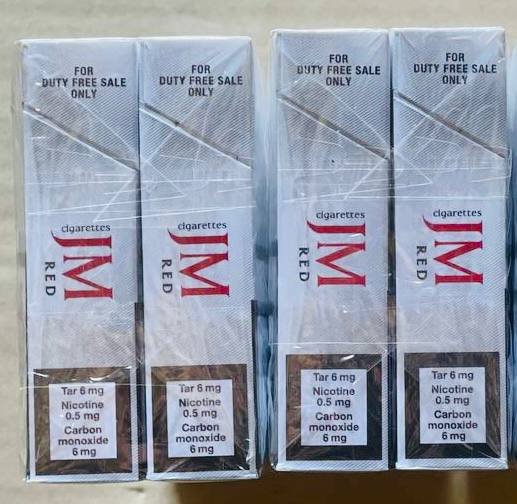 FOR
DUTY FREE SALE
ONLY
cigarettes
JM
RED
Tar 6 mg
Nicotine
0.5 mg
Carbon
monoxide
6 mg
FOR
DUTY FREE SALE
ONLY
cigarettes
JM
RED
Tar 6 mg
Nicotine
0.5 mg
Carbon
monoxide
6 mg
FOR
DUTY FREE SALE
ONLY
cigarettes
JM
RED
Tar 6 mg
Nicotine
0.5 mg
Carbon
monoxide
6 mg
FOR
DUTY FREE SALE
ONLY
cigarettes
JM
RED
Tar 6 mg
Nicotine
0.5 mg
Carbon
monoxide
6 mg